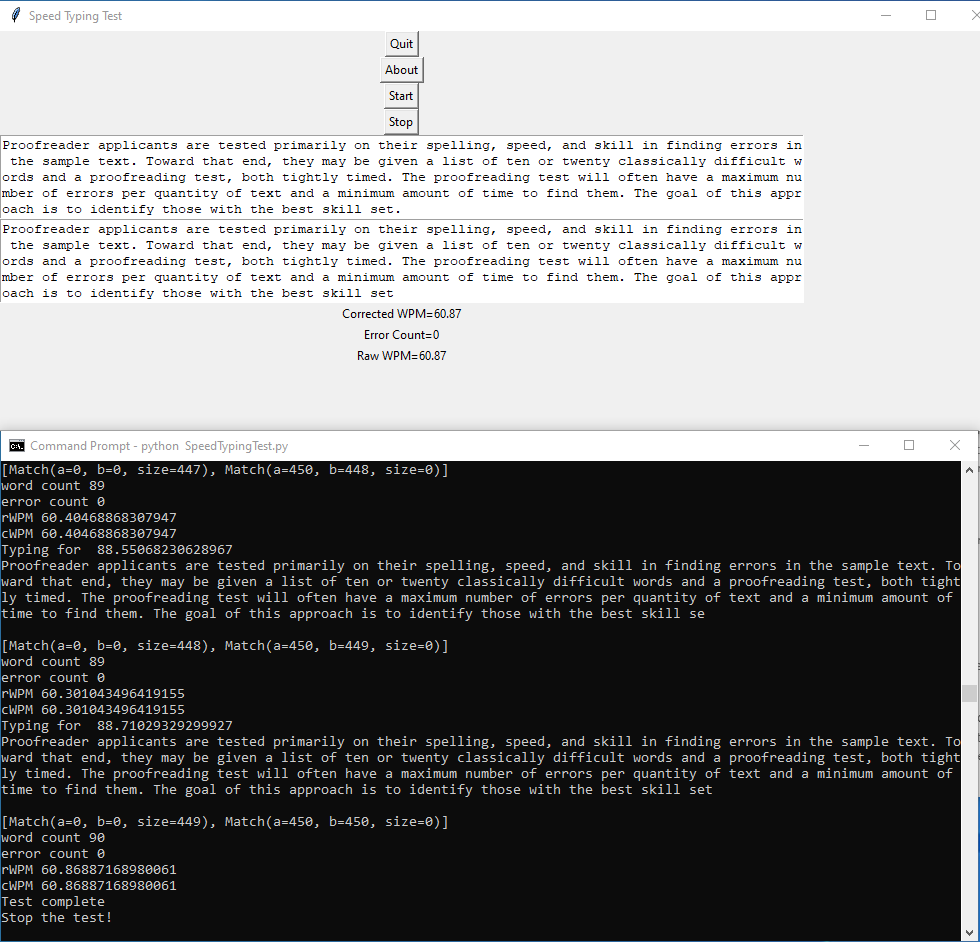 Speed Typing Test
Quit
About
Start
Stop
Proofreader applicants are tested primarily on their spelling, speed, and skill in finding errors in
 the sample text. Toward that end, they may be given a list of ten or twenty classically difficult w
ords and a proofreading test, both tightly timed. The proofreading test will often have a maximum nu
mber of errors per quantity of text and a minimum amount of time to find them. The goal of this appr
oach is to identify those with the best skill set.
Proofreader applicants are tested primarily on their spelling, speed, and skill in finding errors in
 the sample text. Toward that end, they may be given a list of ten or twenty classically difficult w
ords and a proofreading test, both tightly timed. The proofreading test will often have a maximum nu
mber of errors per quantity of text and a minimum amount of time to find them. The goal of this appr
oach is to identify those with the best skill set
Corrected WPM=60.87
Error Count=0
Raw WPM=60.87
Command Prompt - python  SpeedTypingTest.py
[Match(a=0, b=0, size=447), Match(a=450, b=448, size=0)]
word count 89
error count 0
rWPM 60.40468868307947
cWPM 60.40468868307947
Typing for  88.55068230628967
Proofreader applicants are tested primarily on their spelling, speed, and skill in finding errors in the sample text. To
ward that end, they may be given a list of ten or twenty classically difficult words and a proofreading test, both tight
ly timed. The proofreading test will often have a maximum number of errors per quantity of text and a minimum amount of
time to find them. The goal of this approach is to identify those with the best skill se
[Match(a=0, b=0, size=448), Match(a=450, b=449, size=0)]
word count 89
error count 0
rWPM 60.301043496419155
cWPM 60.301043496419155
Typing for  88.71029329299927
Proofreader applicants are tested primarily on their spelling, speed, and skill in finding errors in the sample text. To
ward that end, they may be given a list of ten or twenty classically difficult words and a proofreading test, both tight
ly timed. The proofreading test will often have a maximum number of errors per quantity of text and a minimum amount of
time to find them. The goal of this approach is to identify those with the best skill set
[Match(a=0, b=0, size=449), Match(a=450, b=450, size=0)]
word count 90
error count 0
rWPM 60.86887168980061
cWPM 60.86887168980061
Test complete
Stop the test!